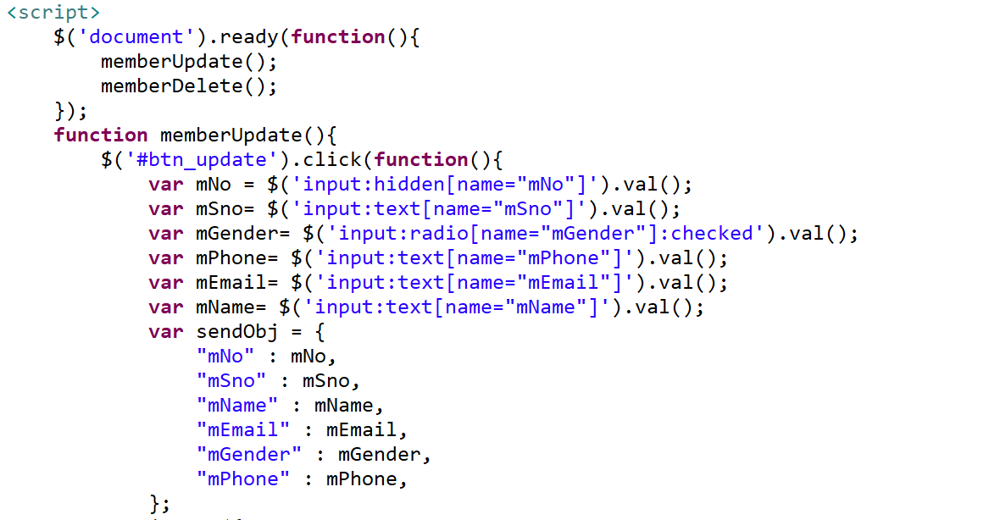 <script>
    $('document').ready(function(){
        memberUpdate();
        memberDelete();
    });
    function memberUpdate(){
        $('#btn_update').click(function(){
            var mNo = $('input:hidden[name="mNo"]').val();
            var mSno= $('input:text[name="mSno"]').val();
            var mGender= $('input:radio[name="mGender"]:checked').val();
            var mPhone= $('input:text[name="mPhone"]').val();
            var mEmail= $('input:text[name="mEmail"]').val();
            var mName= $('input:text[name="mName"]').val();
            var sendObj = {
                "mNo" : mNo,
                "mSno" : mSno,
                "mName" : mName,
                "mEmail" : mEmail,
                "mGender" : mGender,
                "mPhone" : mPhone,
            };